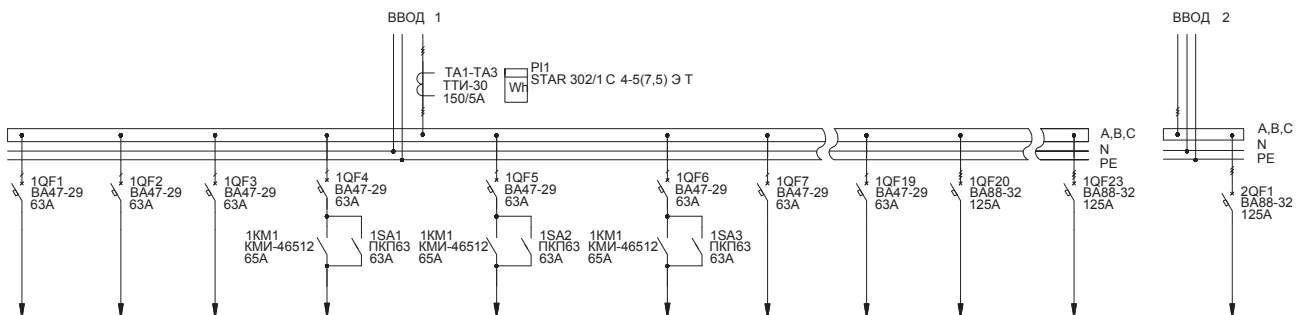 ВВОД 1
ВВОД 2
ТА1-ТА3
ТТИ-30
150/5А
Wh
PI1
STAR 302/1 С 4-5(7,5) Э Т
А,В,С
N
PE
А,В,С
N
PE
1QF1
ВА47-29
63А
1QF2
ВА47-29
63А
1QF3
ВА47-29
63А
1QF4
ВА47-29
63А
1QF5
ВА47-29
63А
1QF6
ВА47-29
63А
1QF7
ВА47-29
63А
1QF19
ВА47-29
63А
1QF20
ВА88-32
125А
1QF23
ВА88-32
125А
2QF1
ВА88-32
125А
1КМ1
КМИ-46512
65А
1SA1
ПКП63
63А
1КМ1
КМИ-46512
65А
1SA2
ПКП63
63А
1КМ1
КМИ-46512
65А
1SA3
ПКП63
63А